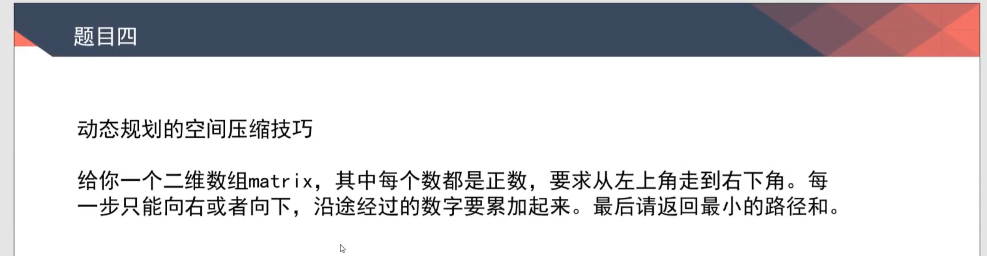 题目四
动态规划的空间压缩技巧
给你一个二维数组matrix，其中每个数都是正数，要求从左上角走到右下角。每
一步只能向右或者向下，沿途经过的数字要累加起来。最后请返回最小的路径和。